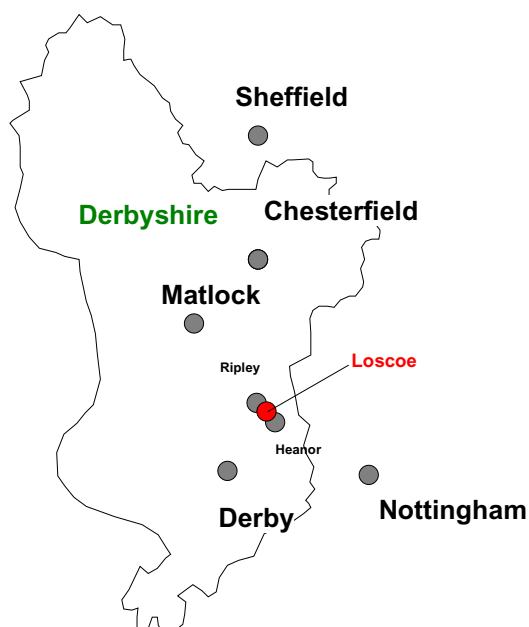 Sheffield
Derbyshire
Chesterfield
Matlock
Ripley
Loscoe
Heanor
Derby
Nottingham